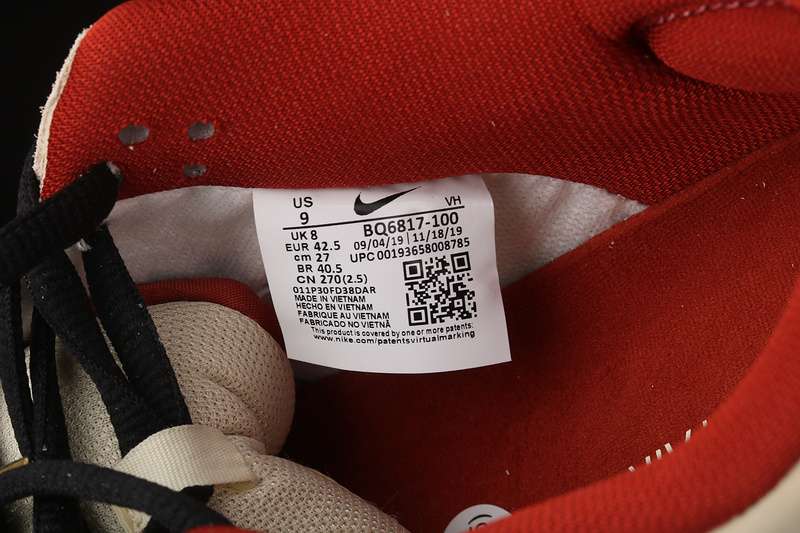 US VH
9
UK 8 BQ6817-100
EUR 42.5 09/04/19 | 11/18/19
cm 27 UPC 00193658008785
BR 40.5
CN 270(2.5)
011P30FD38DAR
MADE IN VIETNAM
HECHO EN VIETNAM
FABRIQUE AU VIETNAM
FABRICADO NO VIETNÃ
This product is covered by one or more patents:
www.nike.com/patentsvirtualmarking